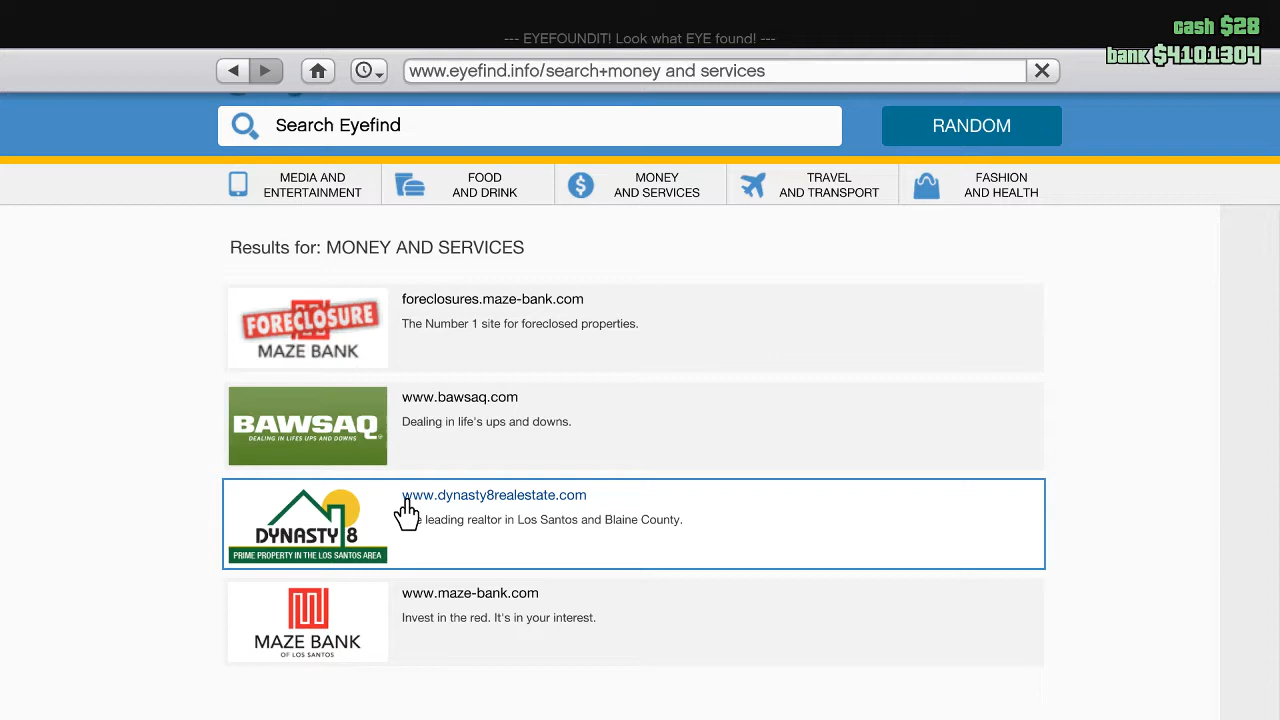 cash $28
--- EYEFOUNDIT! Look what EYE found! ---
bank $4101304
www.eyefind.info/search+money and services
Search Eyefind
RANDOM
MEDIA AND
ENTERTAINMENT
FOOD
AND DRINK
MONEY
AND SERVICES
TRAVEL
AND TRANSPORT
FASHION
AND HEALTH
Results for: MONEY AND SERVICES
FORECLOSURE
MAZE BANK
foreclosures.maze-bank.com
The Number 1 site for foreclosed properties.
BAWSAQ
DEALING IN LIFES UPS AND DOWNS
www.bawsaq.com
Dealing in life's ups and downs.
DYNASTY 8
PRIME PROPERTY IN THE LOS SANTOS AREA
www.dynasty8realestate.com
leading realtor in Los Santos and Blaine County.
MAZE BANK
OF LOS SANTOS
www.maze-bank.com
Invest in the red. It's in your interest.